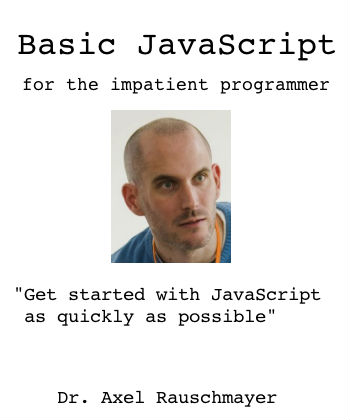 Basic JavaScript
for the impatient programmer
"Get started with JavaScript
as quickly as possible"
Dr. Axel Rauschmayer